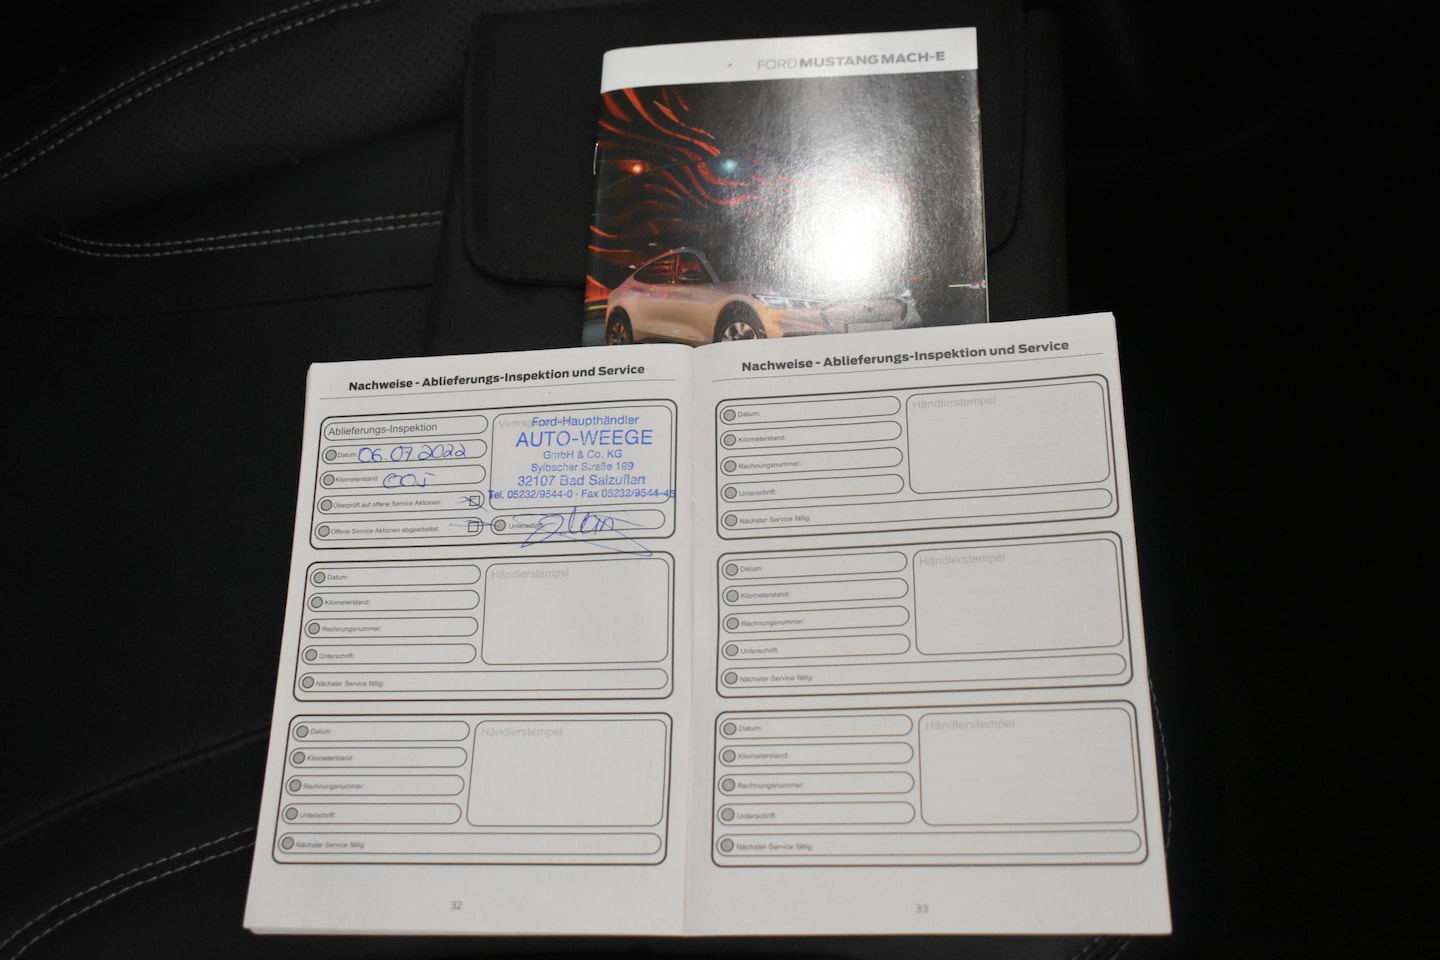 FORD MUSTANG MACH-E
Nachweise - Ablieferungs-Inspektion und Service
Ablieferungs-Inspektion
Datum: 06.07.2022
Kilometerstand:
Überprüft auf offene Service Aktionen:
Offene Service Aktionen abgearbeitet:
Ford-Haupthändler
AUTO-WEEGE
GmbH & Co. KG
Sylbacher Straße 199
32107 Bad Salzuflen
Tel. 05232/9544-0 · Fax 05232/9544-45
Unterschrift:
Datum:
Kilometerstand:
Rechnungsnummer:
Unterschrift:
Nächster Service fällig:
Händlerstempel
Datum:
Kilometerstand:
Rechnungsnummer:
Unterschrift:
Nächster Service fällig:
Händlerstempel
32
Nachweise - Ablieferungs-Inspektion und Service
Datum:
Kilometerstand:
Rechnungsnummer:
Unterschrift:
Nächster Service fällig:
Händlerstempel
Datum:
Kilometerstand:
Rechnungsnummer:
Unterschrift:
Nächster Service fällig:
Händlerstempel
Datum:
Kilometerstand:
Rechnungsnummer:
Unterschrift:
Nächster Service fällig:
Händlerstempel
33